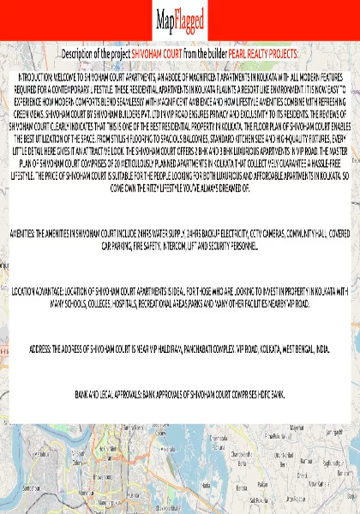 MapFlagged
Description of the project SHIVOHAM COURT from the builder PEARL REALTY PROJECTS:
INTRODUCTION: WELCOME TO SHIVOHAM COURT APARTMENTS, AN ABODE OF MAGNIFICENT APARTMENTS IN KOLKATA WITH ALL MODERN FEATURES
REQUIRED FOR A CONTEMPORARY LIFESTYLE. THESE RESIDENTIAL APARTMENTS IN KOLKATA FLAUNTS A RESORT LIKE ENVIRONMENT. IT IS NOW EASY TO
EXPERIENCE HOW MODERN COMFORTS BLEND SEAMLESSLY WITH MAGNIFICENT AMBIENCE AND HOW LIFESTYLE AMENITIES COMBINE WITH REFRESHING
GREEN VIEWS. SHIVOHAM COURT BY SHIVOHAM BUILDERS PVT. LTD IN VIP ROAD ENSURES PRIVACY AND EXCLUSIVITY TO ITS RESIDENTS. THE REVIEWS OF
SHIVOHAM COURT CLEARLY INDICATES THAT THIS IS ONE OF THE BEST RESIDENTIAL PROPERTY IN KOLKATA. THE FLOOR PLAN OF SHIVOHAM COURT ENABLES
THE BEST UTILIZATION OF THE SPACE. FROM STYLISH FLOORING TO SPACIOUS BALCONIES, STANDARD KITCHEN SIZE AND HIGH-QUALITY FIXTURES, EVERY
LITTLE DETAIL HERE GIVES IT AN ATTRACTIVE LOOK. THE SHIVOHAM COURT OFFERS 2 BHK AND 3 BHK LUXURIOUS APARTMENTS IN VIP ROAD. THE MASTER
PLAN OF SHIVOHAM COURT COMPRISES OF 20 METICULOUSLY PLANNED APARTMENTS IN KOLKATA THAT COLLECTIVELY GUARANTEE A HASSLE-FREE
LIFESTYLE. THE PRICE OF SHIVOHAM COURT IS SUITABLE FOR THE PEOPLE LOOKING FOR BOTH LUXURIOUS AND AFFORDABLE APARTMENTS IN KOLKATA. SO
COME OWN THE RITZY LIFESTYLE YOU'VE ALWAYS DREAMED OF.
AMENITIES: THE AMENITIES IN SHIVOHAM COURT INCLUDE 24HRS WATER SUPPLY, 24HRS BACKUP ELECTRICITY, CCTV CAMERAS, COMMUNITY HALL, COVERED
CAR PARKING, FIRE SAFETY, INTERCOM, LIFT AND SECURITY PERSONNEL.
LOCATION ADVANTAGE: LOCATION OF SHIVOHAM COURT APARTMENTS IS IDEAL FOR THOSE WHO ARE LOOKING TO INVEST IN PROPERTY IN KOLKATA WITH
MANY SCHOOLS, COLLEGES, HOSPITALS, RECREATIONAL AREAS, PARKS AND MANY OTHER FACILITIES NEARBY VIP ROAD.
ADDRESS: THE ADDRESS OF SHIVOHAM COURT IS NEAR VIP HALDIRAM, PANCHABATI COMPLEX, VIP ROAD, KOLKATA, WEST BENGAL, INDIA.
BANK AND LEGAL APPROVALS: BANK APPROVALS OF SHIVOHAM COURT COMPRISES HDFC BANK.